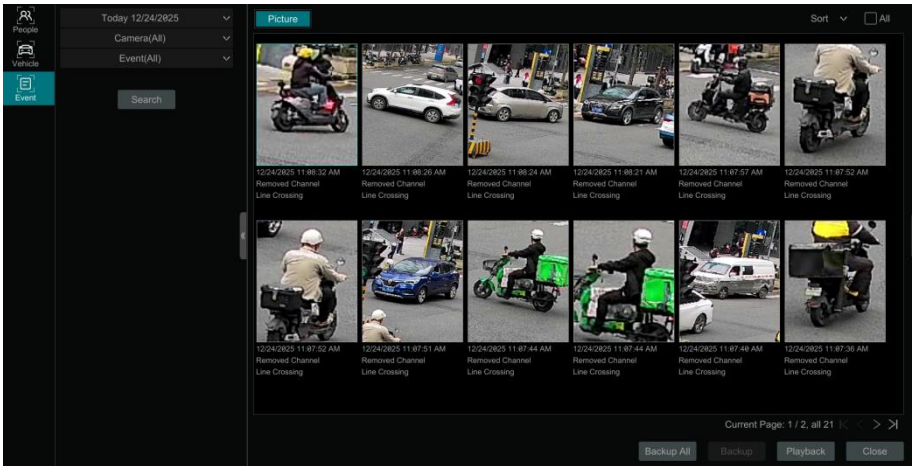 People
Vehicle
Event
Today 12/24/2025
Camera(All)
Event(All)
Search
Picture
Sort
All
12/24/2025 11:08:32 AM
Removed Channel
Line Crossing
12/24/2025 11:08:26 AM
Removed Channel
Line Crossing
12/24/2025 11:08:24 AM
Removed Channel
Line Crossing
12/24/2025 11:08:21 AM
Removed Channel
Line Crossing
12/24/2025 11:07:57 AM
Removed Channel
Line Crossing
12/24/2025 11:07:52 AM
Removed Channel
Line Crossing
12/24/2025 11:07:52 AM
Removed Channel
Line Crossing
12/24/2025 11:07:51 AM
Removed Channel
Line Crossing
12/24/2025 11:07:44 AM
Removed Channel
Line Crossing
12/24/2025 11:07:44 AM
Removed Channel
Line Crossing
12/24/2025 11:07:40 AM
Removed Channel
Line Crossing
12/24/2025 11:07:36 AM
Removed Channel
Line Crossing
Current Page: 1 / 2, all 21
Backup All
Backup
Playback
Close